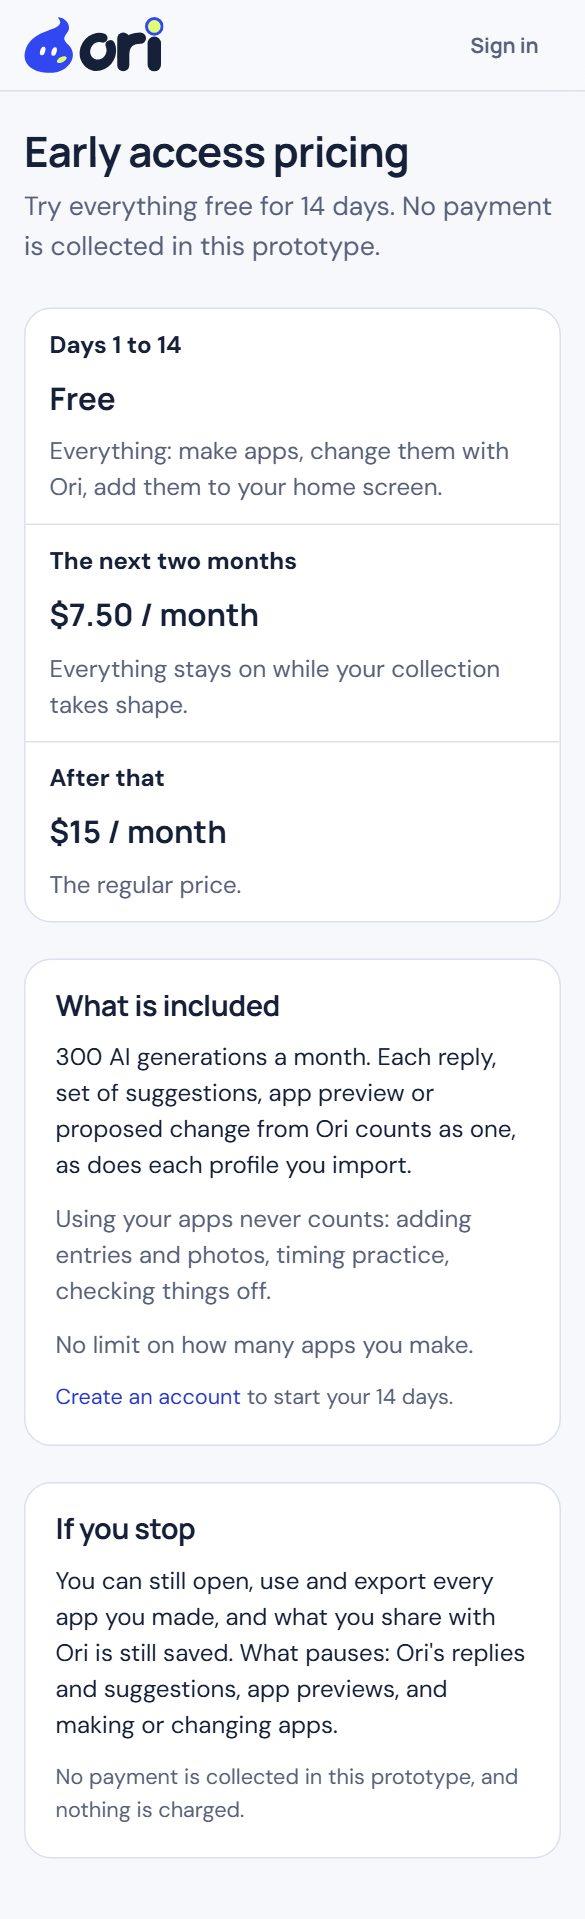 ori
Sign in
Early access pricing
Try everything free for 14 days. No payment
is collected in this prototype.
Days 1 to 14
Free
Everything: make apps, change them with
Ori, add them to your home screen.
The next two months
$7.50 / month
Everything stays on while your collection
takes shape.
After that
$15 / month
The regular price.
What is included
300 AI generations a month. Each reply,
set of suggestions, app preview or
proposed change from Ori counts as one,
as does each profile you import.
Using your apps never counts: adding
entries and photos, timing practice,
checking things off.
No limit on how many apps you make.
Create an account to start your 14 days.
If you stop
You can still open, use and export every
app you made, and what you share with
Ori is still saved. What pauses: Ori's replies
and suggestions, app previews, and
making or changing apps.
No payment is collected in this prototype, and
nothing is charged.